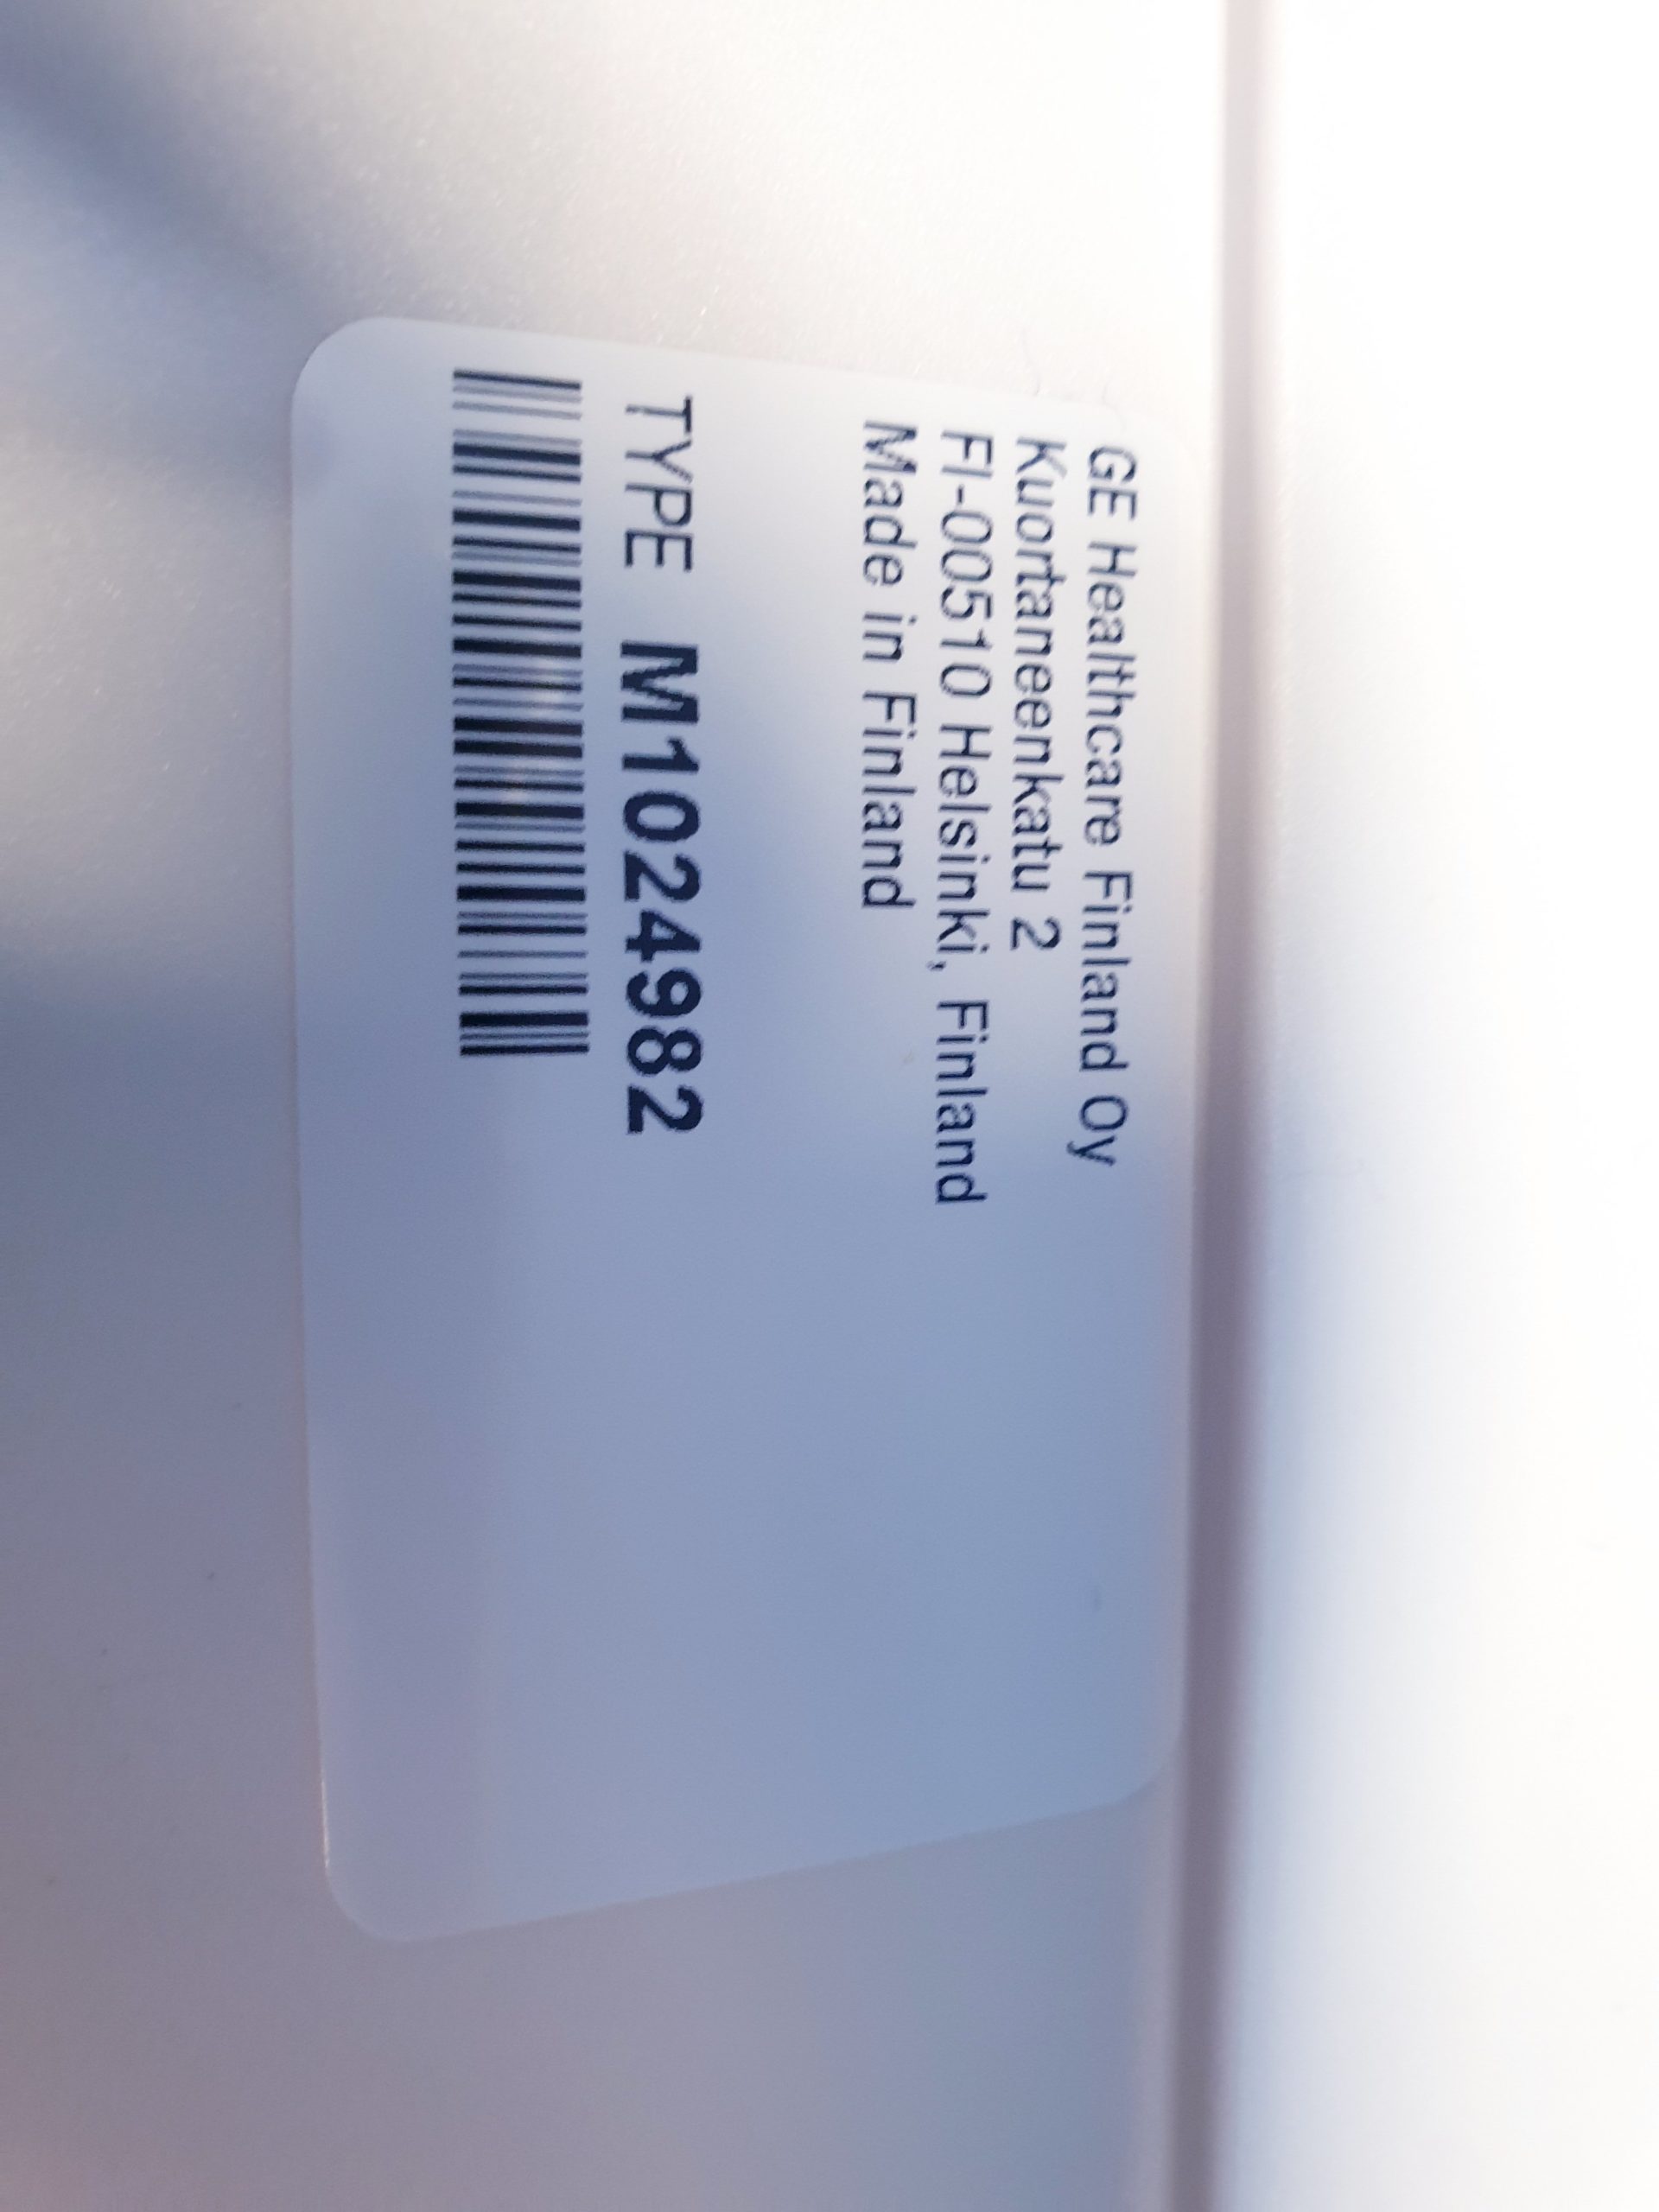 GE Healthcare Finland Oy
Kuortaneenkatu 2
FI-00510 Helsinki, Finland
Made in Finland
TYPE M1024982